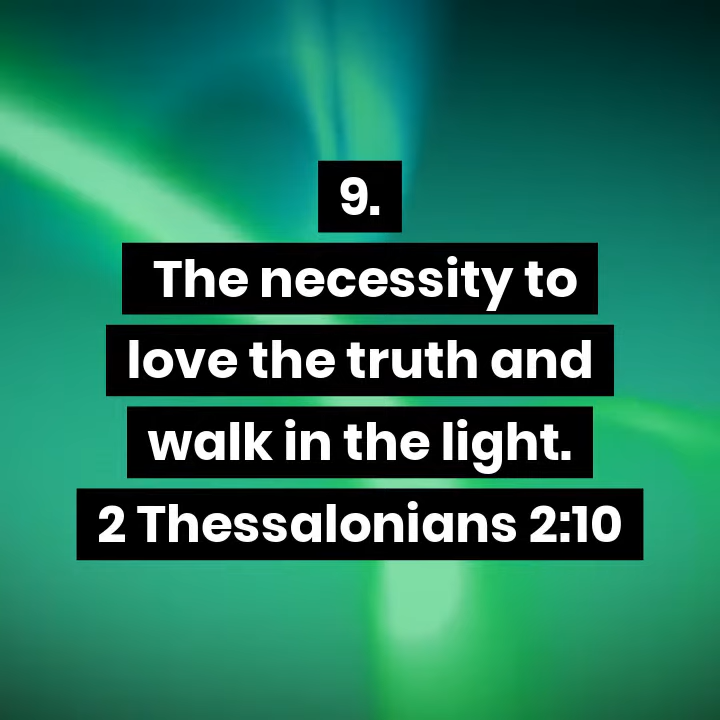 9.
The necessity to
love the truth and
walk in the light.
2 Thessalonians 2:10